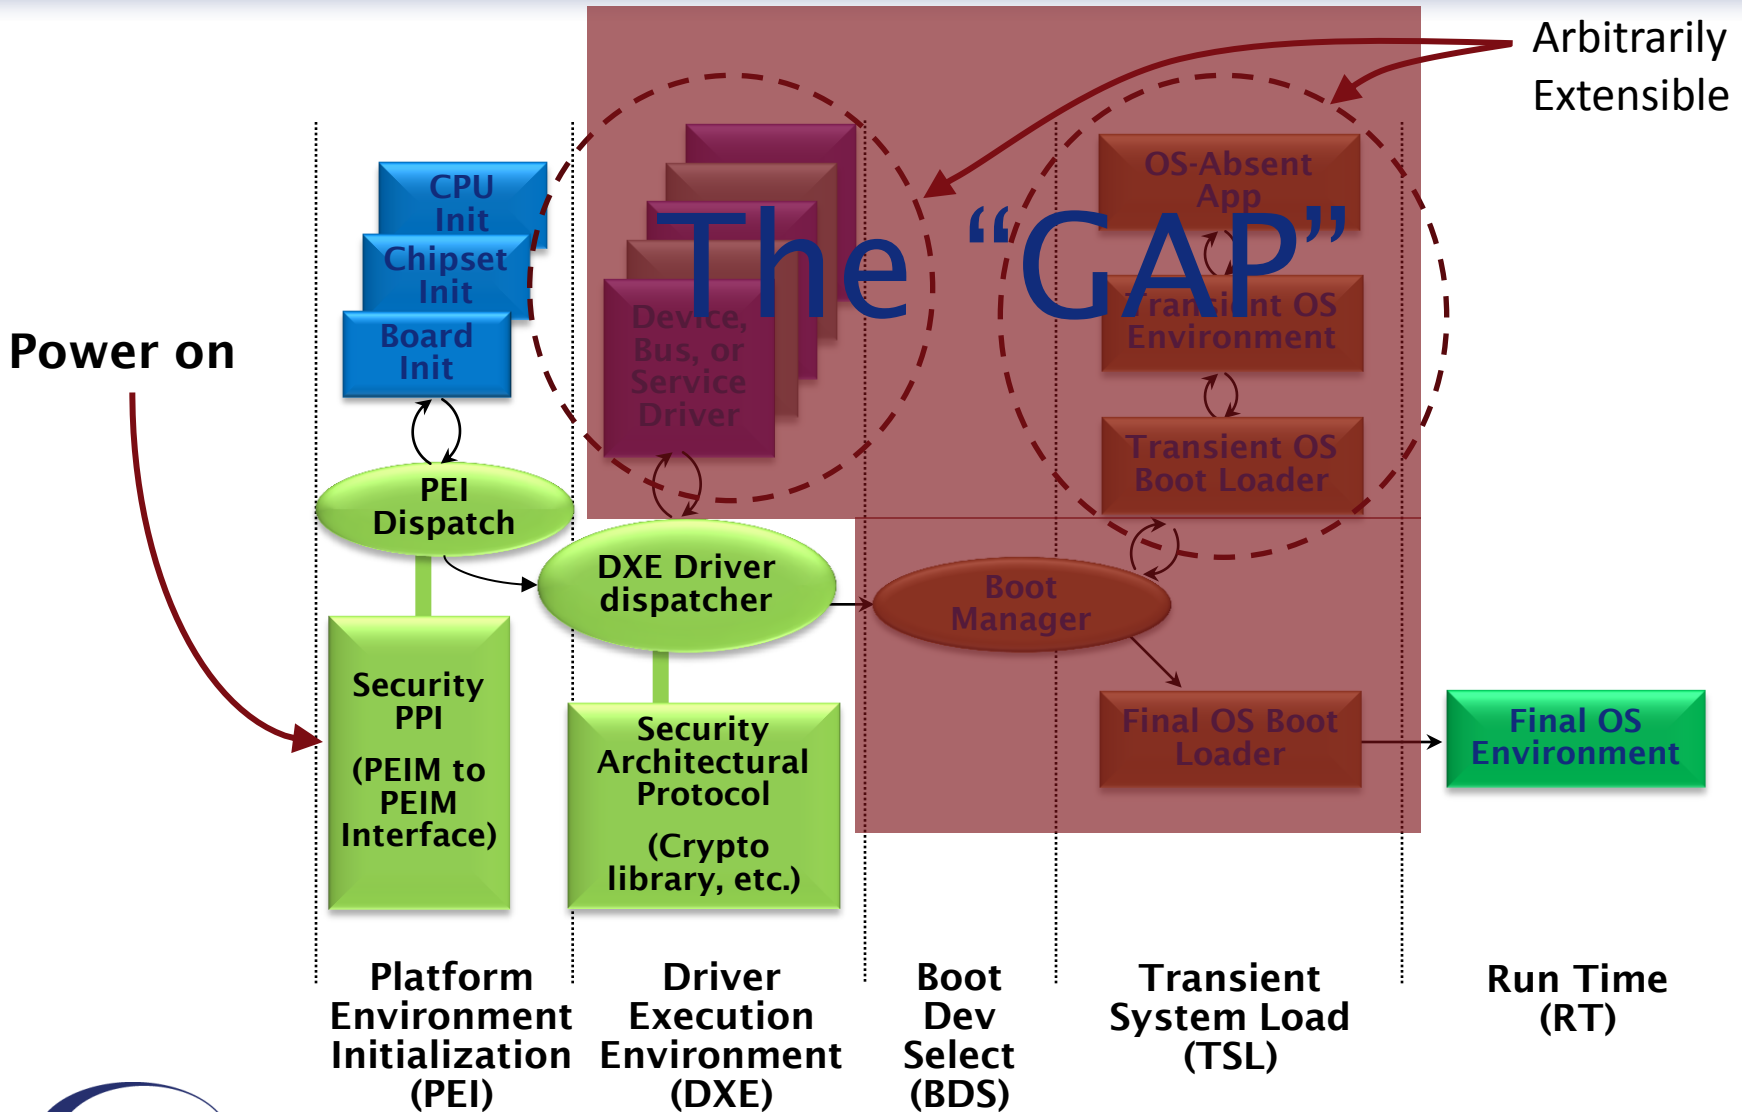 Arbitrarily
Extensible
CPU
Init
Chipset
Init
Board
Init
Power on
The “GAP”
Device,
Bus, or
Service
Driver
OS-Absent
App
Transient OS
Environment
Transient OS
Boot Loader
PEI
Dispatch
DXE Driver
dispatcher
Boot
Manager
Security
PPI
(PEIM to
PEIM
Interface)
Security
Architectural
Protocol
(Crypto
library, etc.)
Final OS Boot
Loader
Final OS
Environment
Platform
Environment
Initialization
(PEI)
Driver
Execution
Environment
(DXE)
Boot
Dev
Select
(BDS)
Transient
System Load
(TSL)
Run Time
(RT)